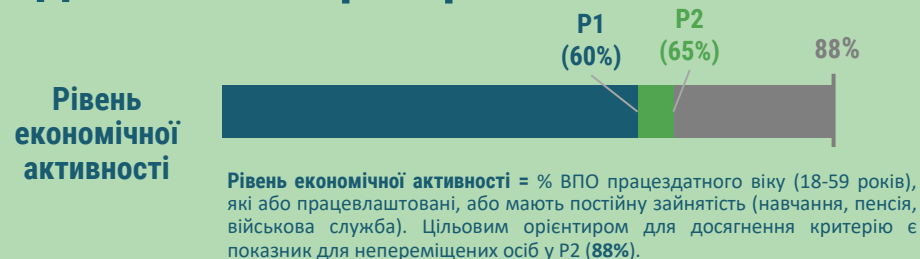 P1
(60%)
P2
(65%)
88%
Рівень
економічної
активності
Рівень економічної активності = % ВПО працездатного віку (18-59 років),
які або працевлаштовані, або мають постійну зайнятість (навчання, пенсія,
військова служба). Цільовим орієнтиром для досягнення критерію є
показник для непереміщених осіб у P2 (88%).